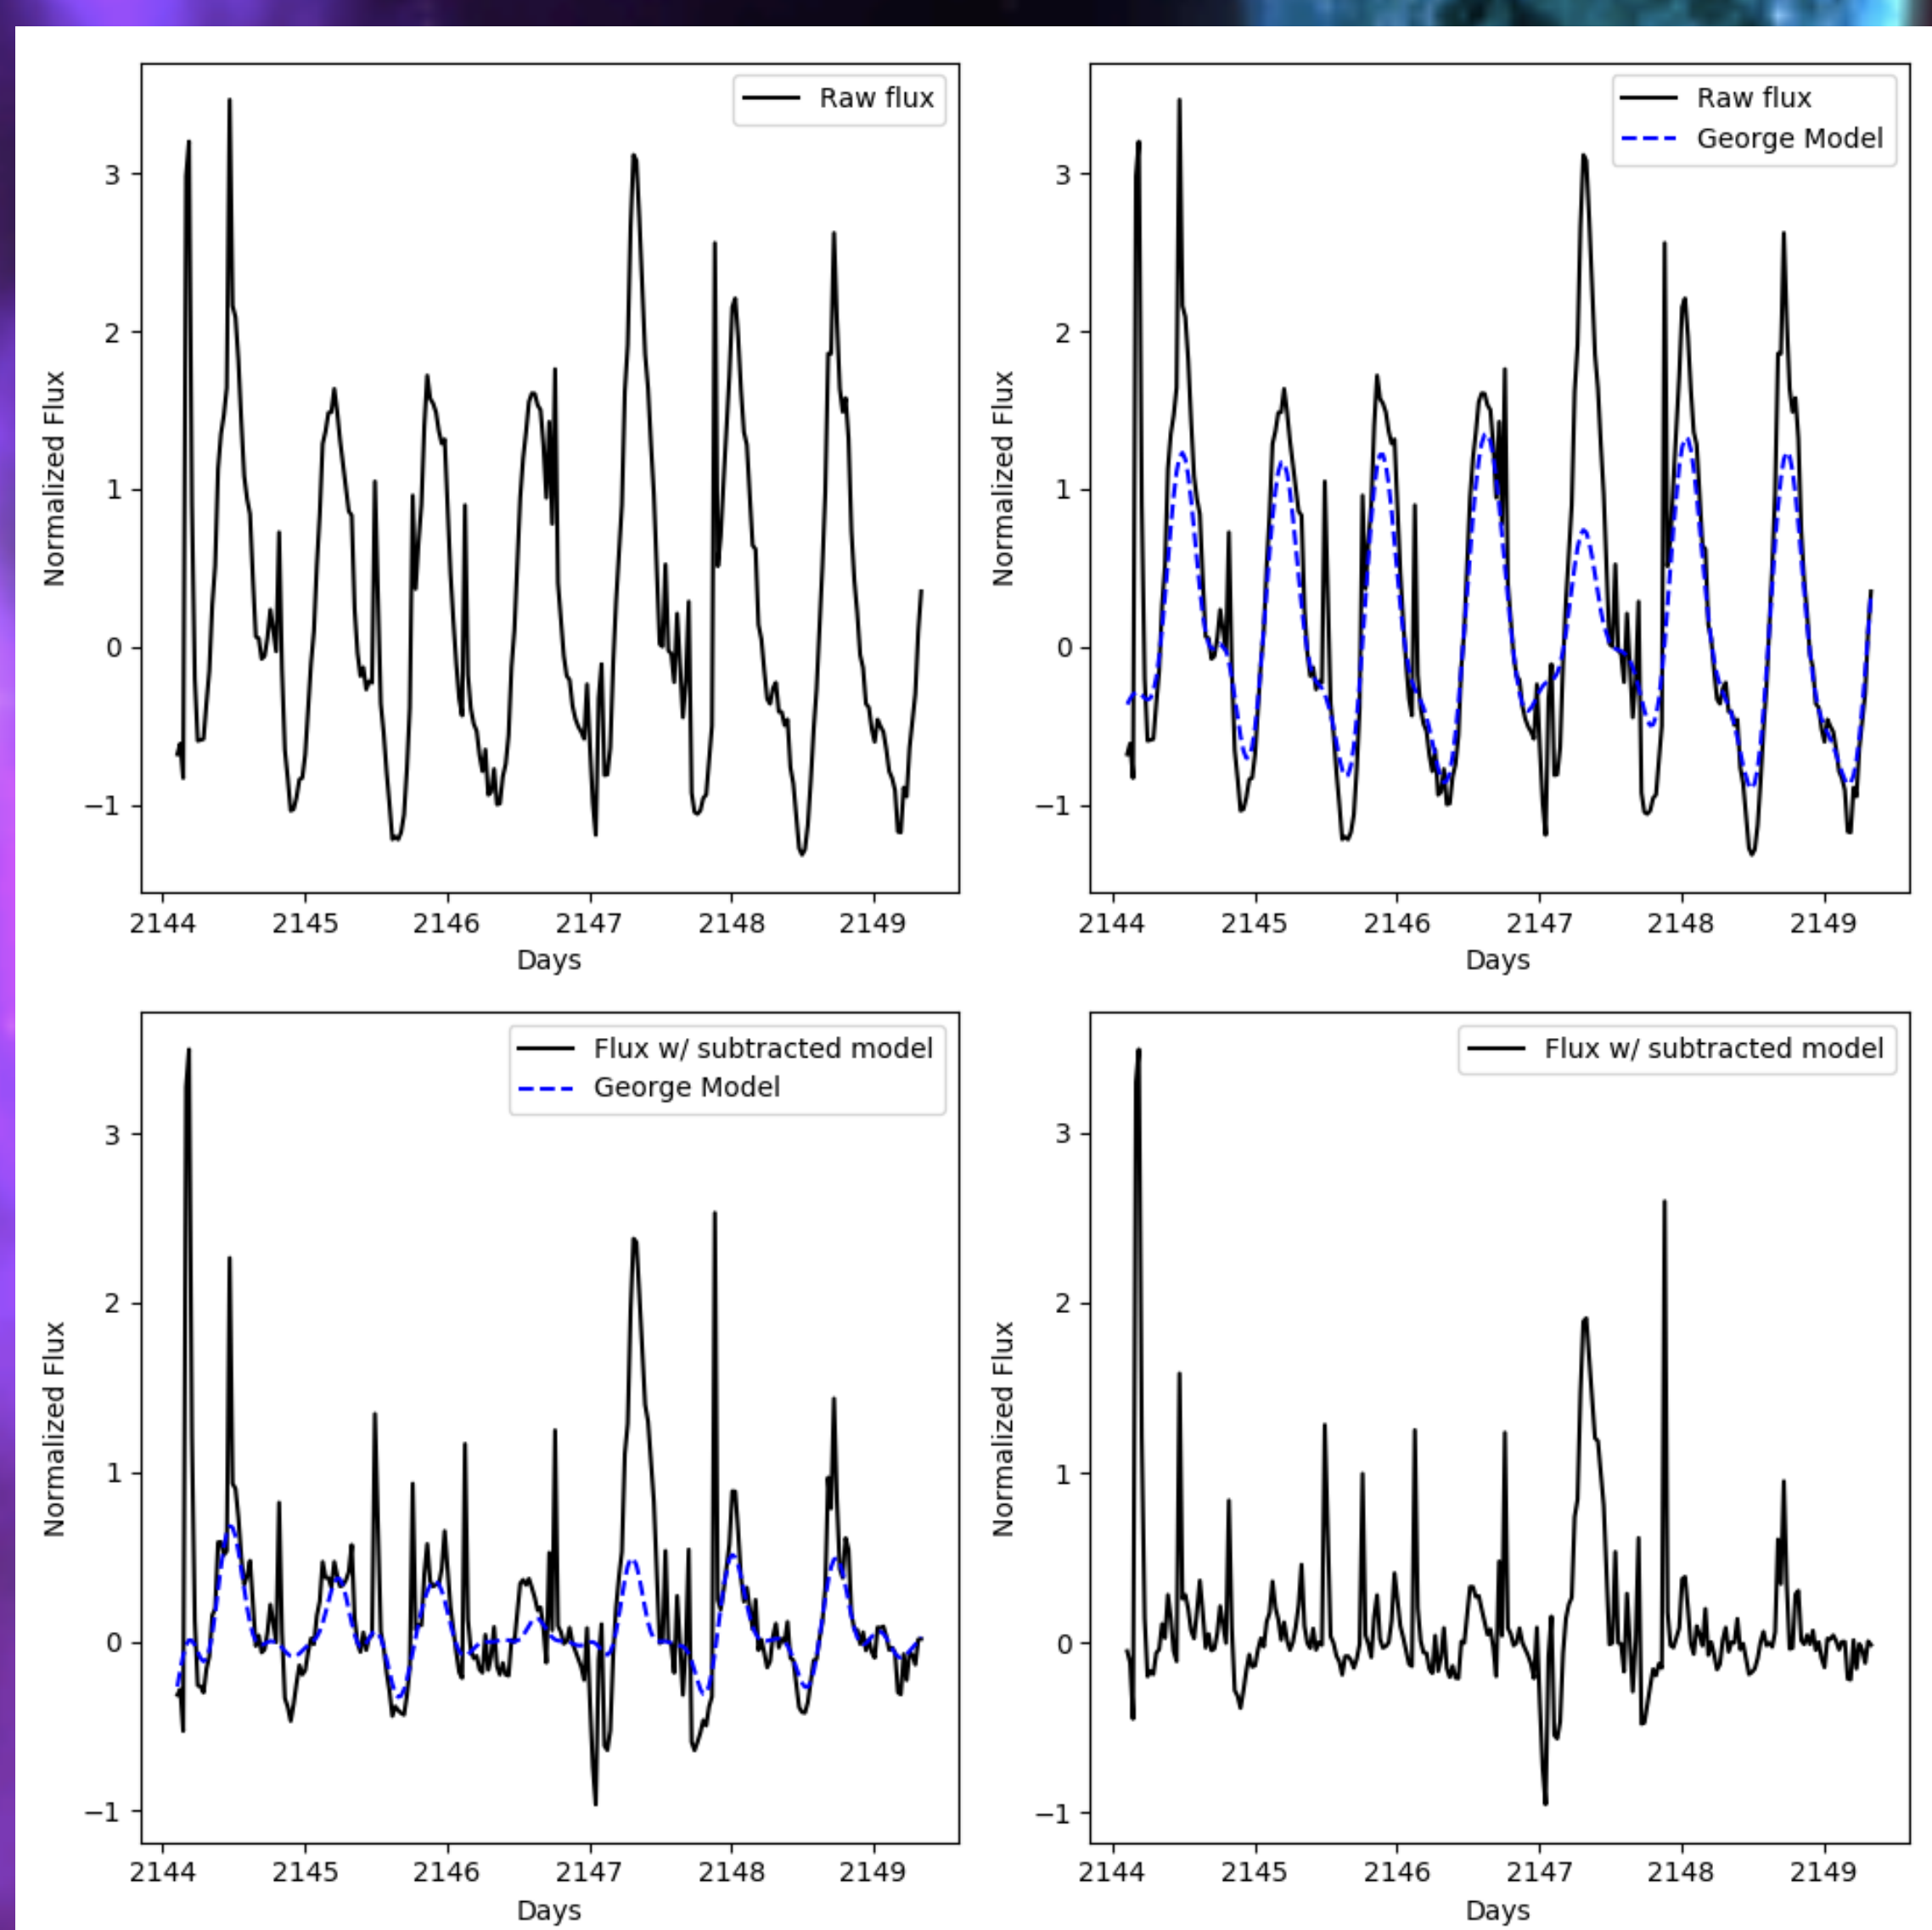 Raw flux
3
2
1
0
−1
Normalized Flux
2144 2145 2146 2147 2148 2149
Days
Raw flux
George Model
3
2
1
0
−1
Normalized Flux
2144 2145 2146 2147 2148 2149
Days
Flux w/ subtracted model
George Model
3
2
1
0
−1
Normalized Flux
2144 2145 2146 2147 2148 2149
Days
Flux w/ subtracted model
3
2
1
0
−1
Normalized Flux
2144 2145 2146 2147 2148 2149
Days